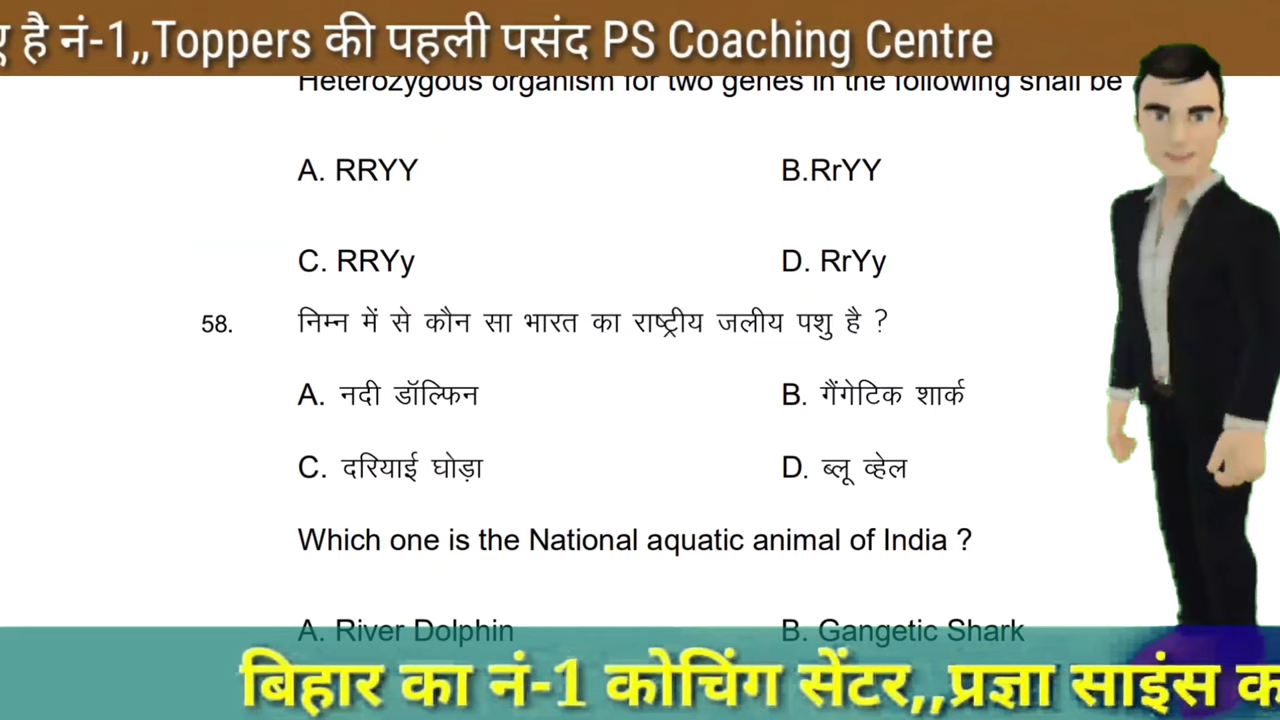 है नं-1,,Toppers की पहली पसंद PS Coaching Centre
Heterozygous organism for two genes in the following shall be
A. RRYY
B.RrYY
C. RRYy
D. RrYy
58. निम्न में से कौन सा भारत का राष्ट्रीय जलीय पशु है ?
A. नदी डॉल्फिन
B. गैंगेटिक शार्क
C. दरियाई घोड़ा
D. ब्लू व्हेल
Which one is the National aquatic animal of India ?
A. River Dolphin
B. Gangetic Shark
बिहार का नं-1 कोचिंग सेंटर,,प्रज्ञा साइंस